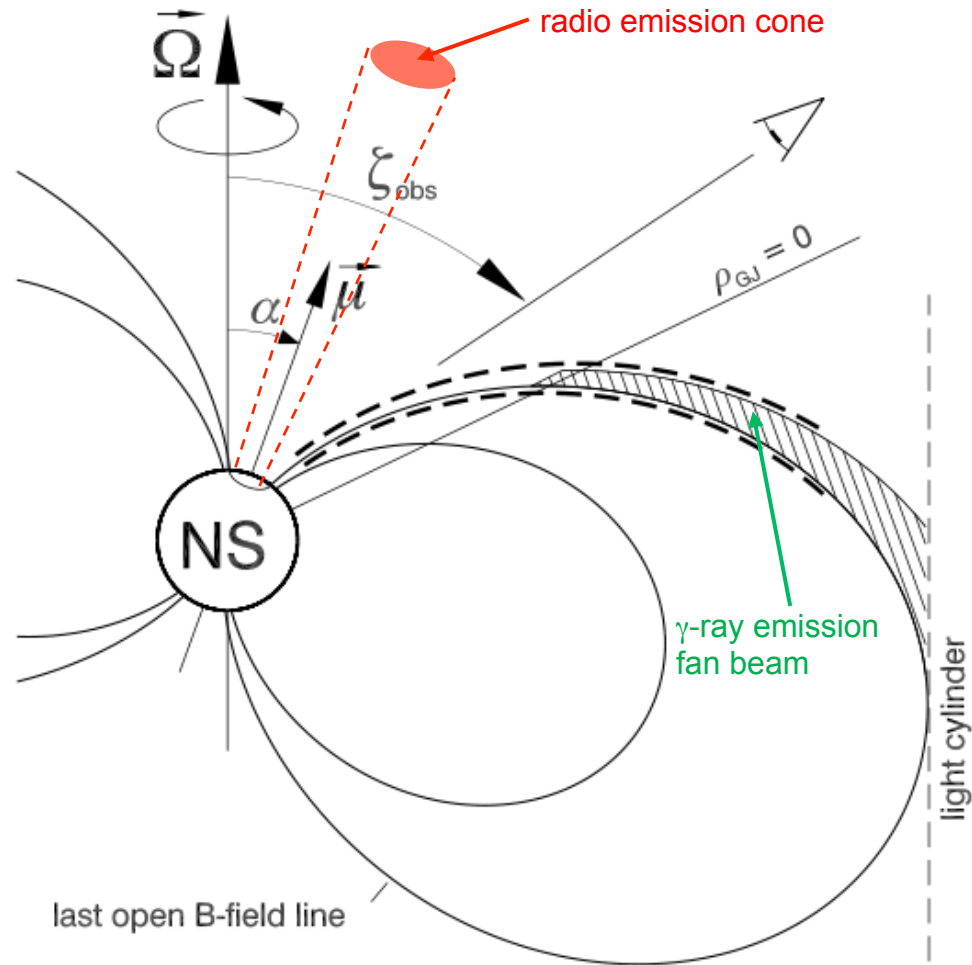 radio emission cone
Ω
ζobs
ρGJ = 0
α
μ
NS
γ-ray emission
fan beam
light cylinder
last open B-field line